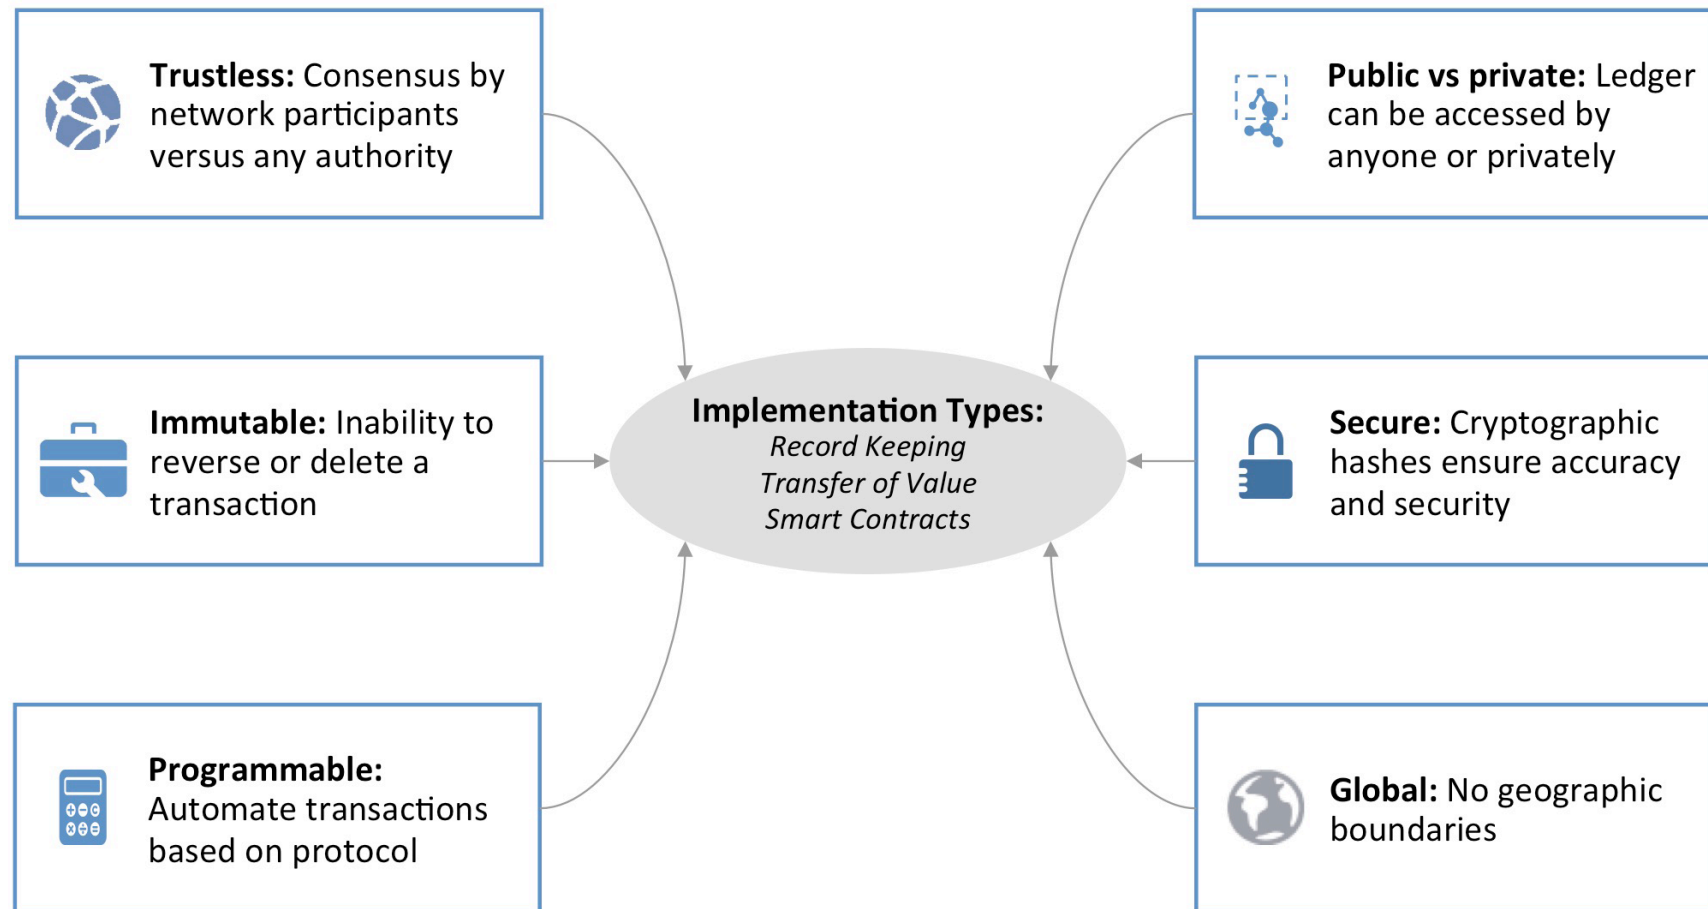 Trustless: Consensus by
network participants
versus any authority
Public vs private: Ledger
can be accessed by
anyone or privately
Immutable: Inability to
reverse or delete a
transaction
Implementation Types:
Record Keeping
Transfer of Value
Smart Contracts
Secure: Cryptographic
hashes ensure accuracy
and security
Programmable:
Automate transactions
based on protocol
Global: No geographic
boundaries